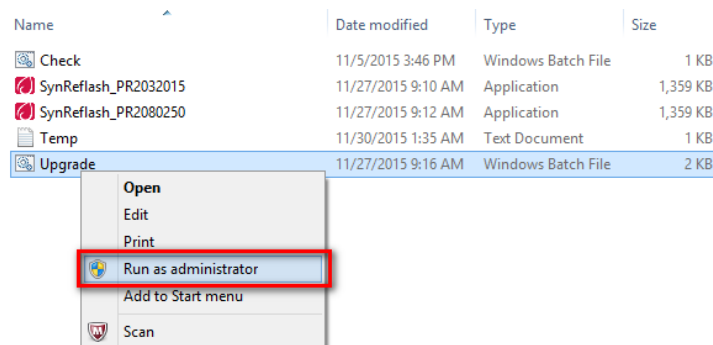 Name Date modified Type Size
Check 11/5/2015 3:46 PM Windows Batch File 1 KB
SynReflash_PR2032015 11/27/2015 9:10 AM Application 1,359 KB
SynReflash_PR2080250 11/27/2015 9:12 AM Application 1,359 KB
Temp 11/30/2015 1:35 AM Text Document 1 KB
Upgrade 11/27/2015 9:16 AM Windows Batch File 2 KB
Open
Edit
Print
Run as administrator
Add to Start menu
Scan